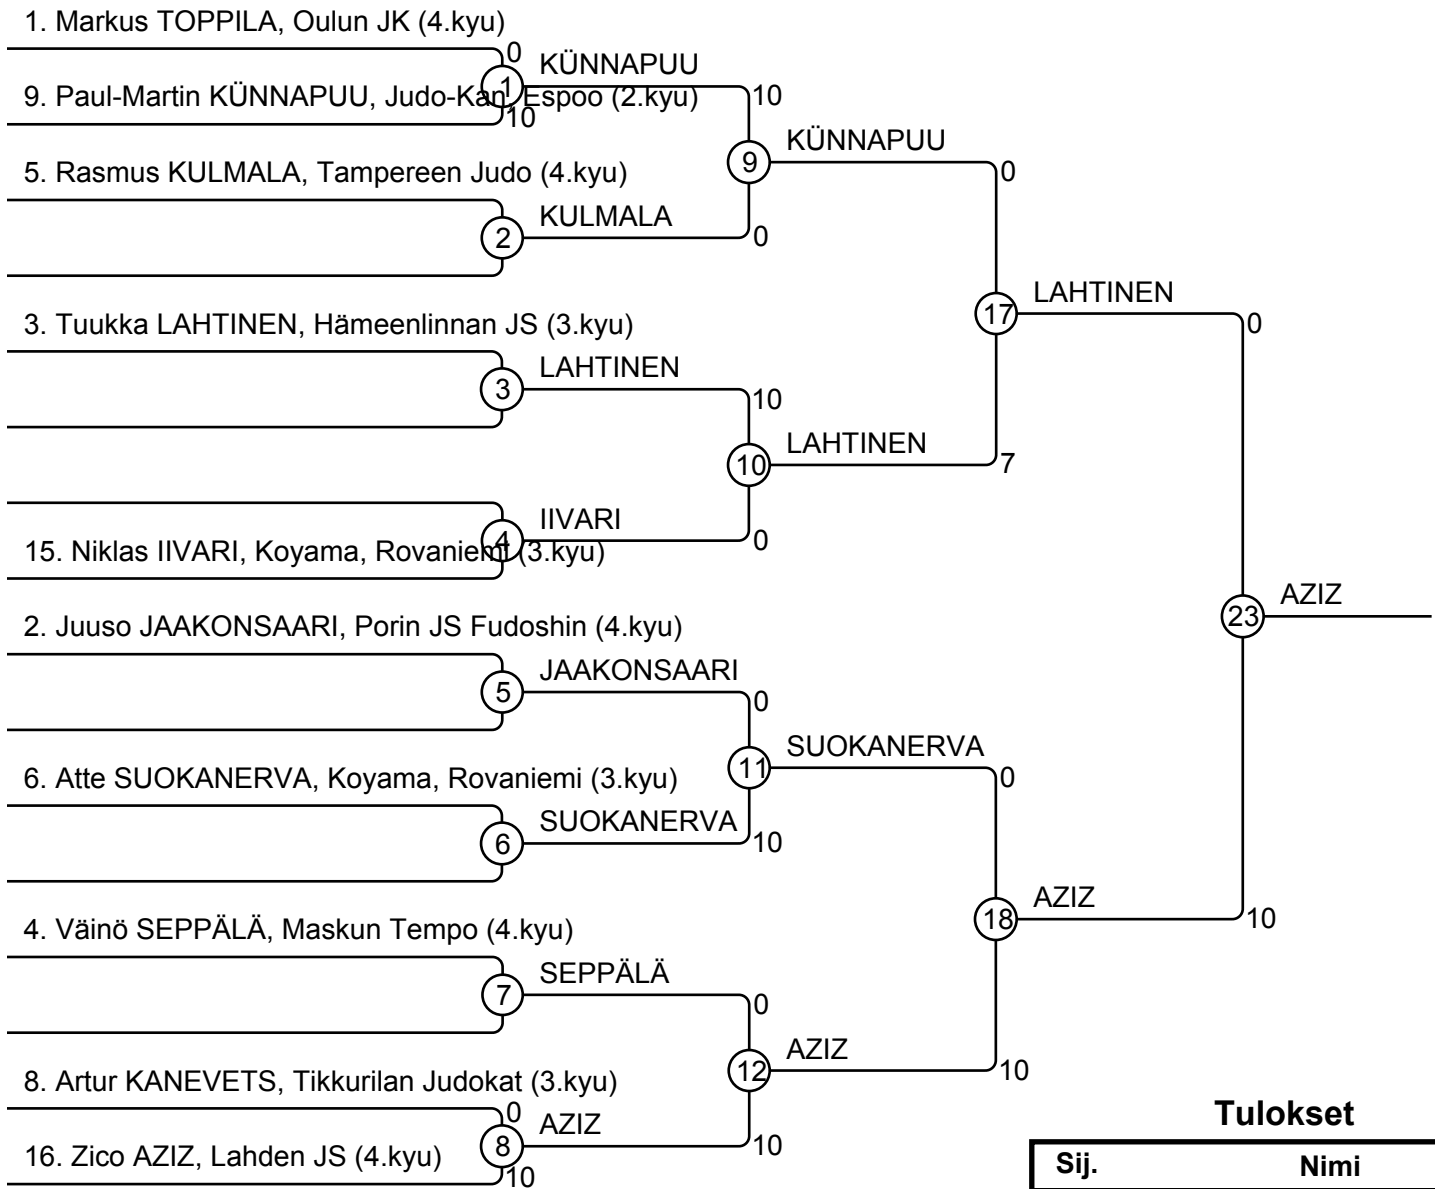 1. Markus TOPPILA, Oulun JK (4.kyu)
0
KÜNNAPUU
1
9. Paul-Martin KÜNNAPUU, Judo-Kan, Espoo (2.kyu)
10
10
KÜNNAPUU
9
0
5. Rasmus KULMALA, Tampereen Judo (4.kyu)
KULMALA
2
0
LAHTINEN
17
0
3. Tuukka LAHTINEN, Hämeenlinnan JS (3.kyu)
LAHTINEN
3
10
LAHTINEN
10
7
IIVARI
4
0
15. Niklas IIVARI, Koyama, Rovaniemi (3.kyu)
AZIZ
23
2. Juuso JAAKONSAARI, Porin JS Fudoshin (4.kyu)
JAAKONSAARI
5
0
SUOKANERVA
11
0
6. Atte SUOKANERVA, Koyama, Rovaniemi (3.kyu)
SUOKANERVA
6
10
AZIZ
18
10
4. Väinö SEPPÄLÄ, Maskun Tempo (4.kyu)
SEPPÄLÄ
7
0
AZIZ
12
10
8. Artur KANEVETS, Tikkurilan Judokat (3.kyu)
0
AZIZ
8
10
16. Zico AZIZ, Lahden JS (4.kyu)
10
Tulokset
Sij. Nimi